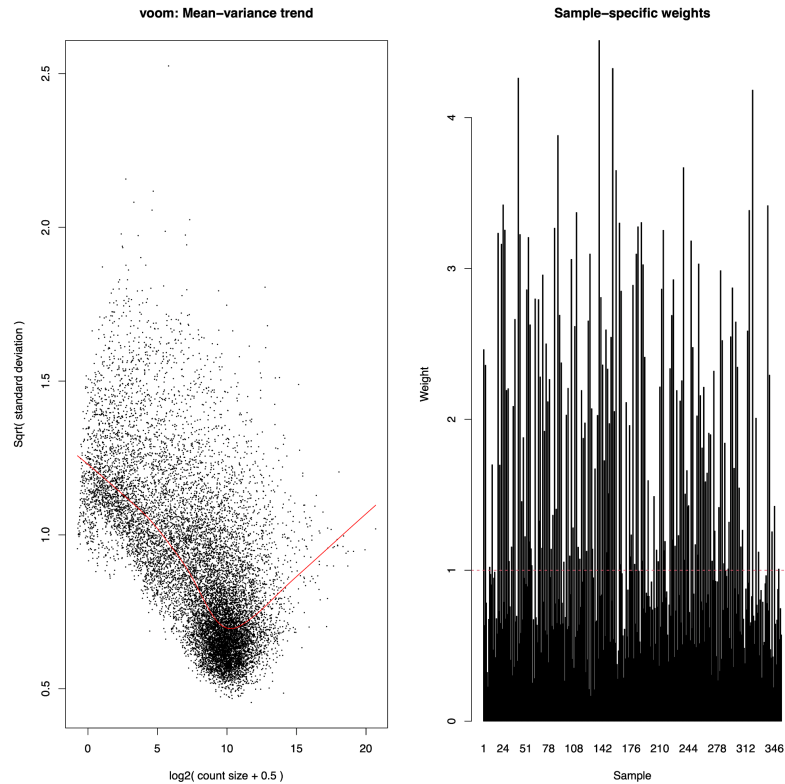 voom: Mean−variance trend
Sqrt( standard deviation )
2.5
2.0
1.5
1.0
0.5
0 5 10 15 20
log2( count size + 0.5 )
Sample−specific weights
Weight
4
3
2
1
0
1 24 51 78 108 142 176 210 244 278 312 346
Sample